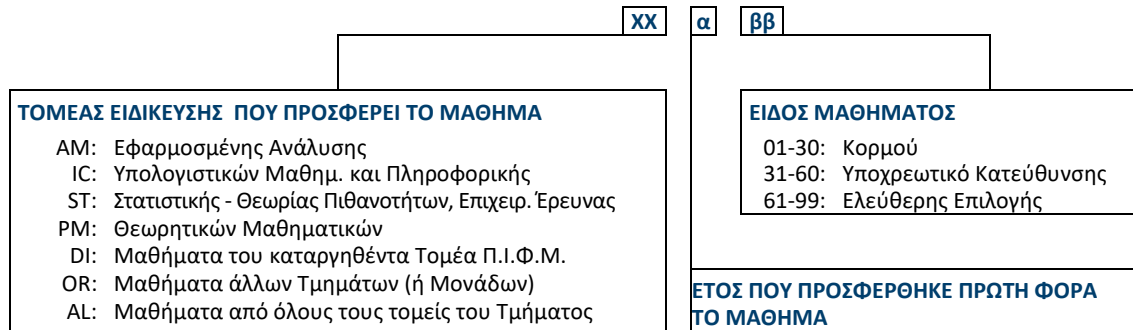 ΧΧ α ββ
ΤΟΜΕΑΣ ΕΙΔΙΚΕΥΣΗΣ ΠΟΥ ΠΡΟΣΦΕΡΕΙ ΤΟ ΜΑΘΗΜΑ
AM: Εφαρμοσμένης Ανάλυσης
IC: Υπολογιστικών Μαθημ. και Πληροφορικής
ST: Στατιστικής - Θεωρίας Πιθανοτήτων, Επιχειρ. Έρευνας
PM: Θεωρητικών Μαθηματικών
DI: Μαθήματα του καταργηθέντα Τομέα Π.Ι.Φ.Μ.
OR: Μαθήματα άλλων Τμημάτων (ή Μονάδων)
AL: Μαθήματα από όλους τους τομείς του Τμήματος
ΕΙΔΟΣ ΜΑΘΗΜΑΤΟΣ
01-30: Κορμού
31-60: Υποχρεωτικό Κατεύθυνσης
61-99: Ελεύθερης Επιλογής
ΕΤΟΣ ΠΟΥ ΠΡΟΣΦΕΡΘΗΚΕ ΠΡΩΤΗ ΦΟΡΑ
ΤΟ ΜΑΘΗΜΑ